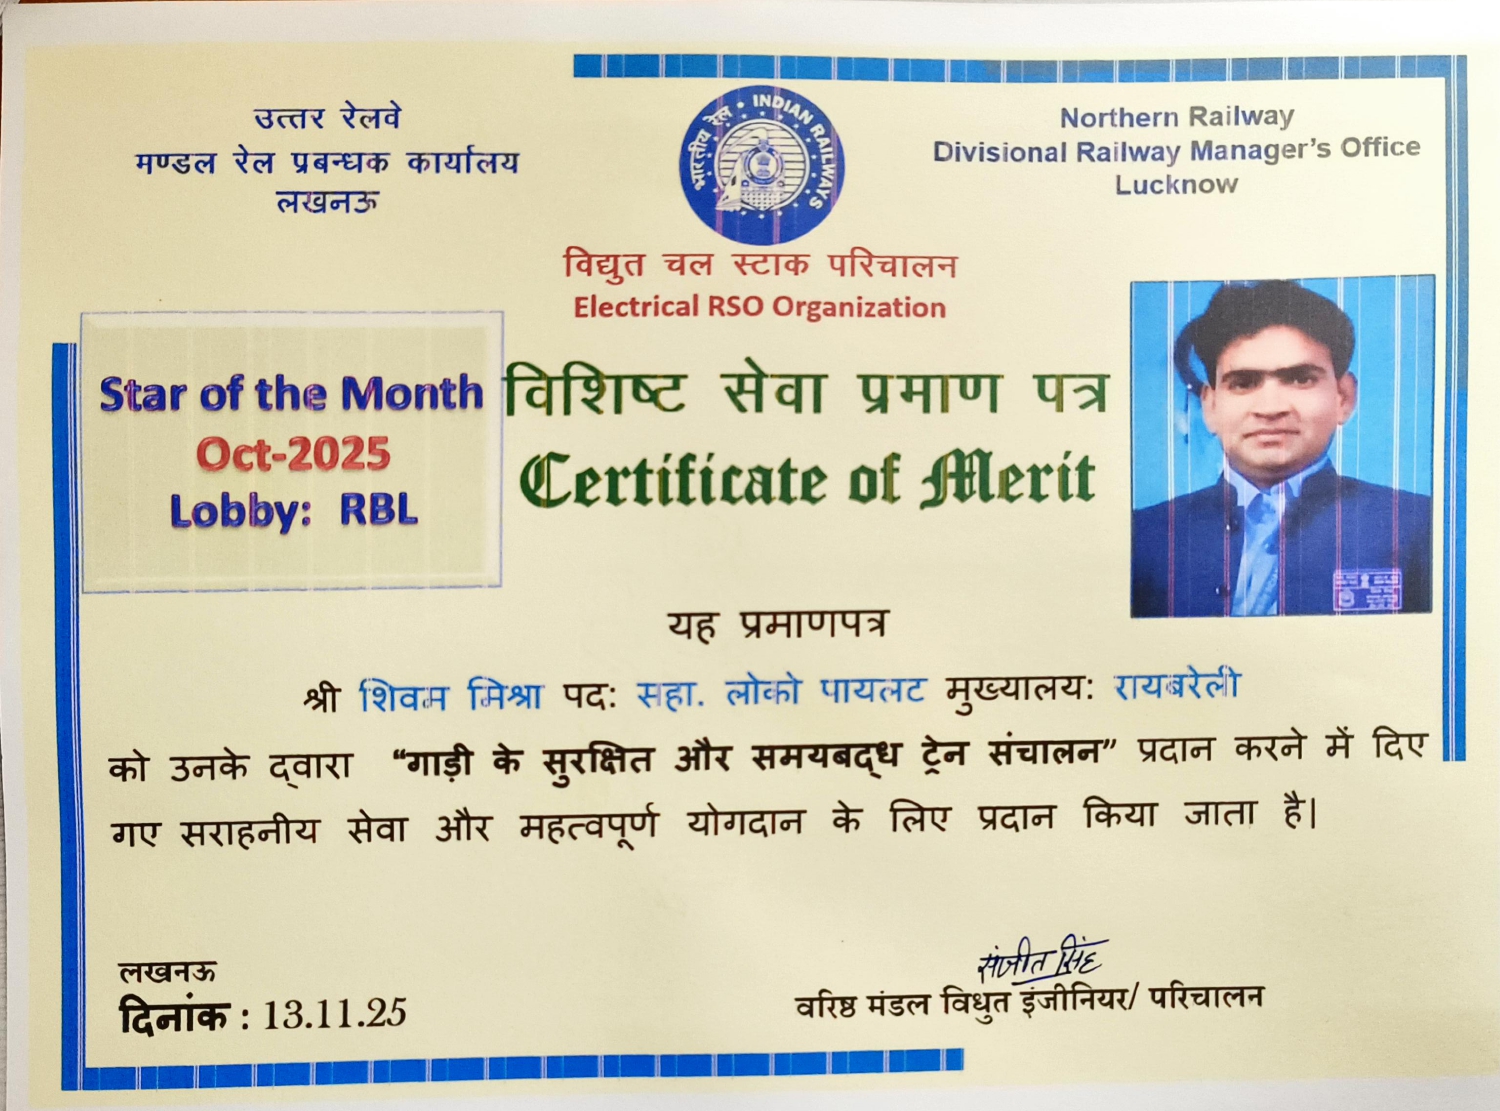 उत्तर रेलवे
मण्डल रेल प्रबन्धक कार्यालय
लखनऊ
भारतीय रेल • INDIAN RAILWAYS
Northern Railway
Divisional Railway Manager's Office
Lucknow
विद्युत चल स्टाक परिचालन
Electrical RSO Organization
Star of the Month
Oct-2025
Lobby: RBL
विशिष्ट सेवा प्रमाण पत्र
Certificate of Merit
यह प्रमाणपत्र
श्री शिवम मिश्रा पद: सहा. लोको पायलट मुख्यालय: रायबरेली
को उनके द्वारा “गाड़ी के सुरक्षित और समयबद्ध ट्रेन संचालन” प्रदान करने में दिए
गए सराहनीय सेवा और महत्वपूर्ण योगदान के लिए प्रदान किया जाता है|
लखनऊ
दिनांक : 13.11.25
संजीत सिंह
वरिष्ठ मंडल विधुत इंजीनियर/ परिचालन